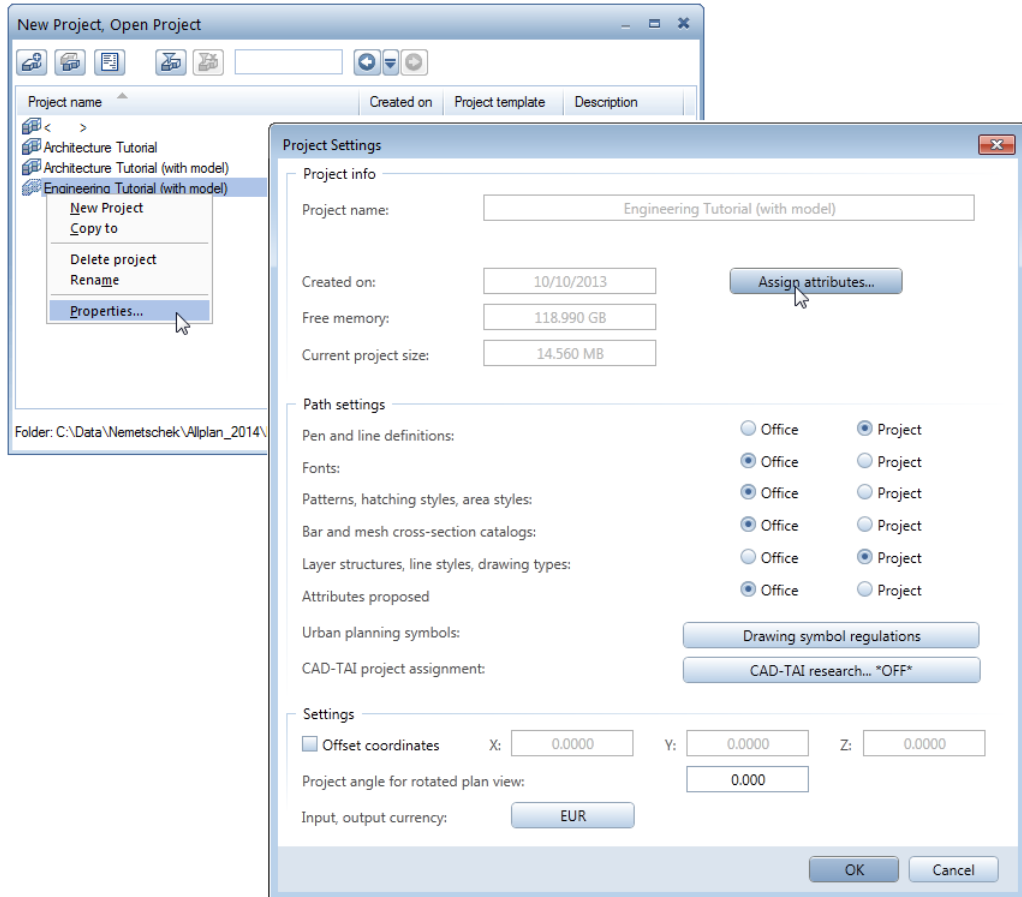 New Project, Open Project
Project name Created on Project template Description
< >
Architecture Tutorial
Architecture Tutorial (with model)
Engineering Tutorial (with model)
New Project
Copy to
Delete project
Rename
Properties...
Folder: C:\Data\Nemetschek\Allplan_2014\
Project Settings
Project info
Project name: Engineering Tutorial (with model)
Created on: 10/10/2013 Assign attributes...
Free memory: 118.990 GB
Current project size: 14.560 MB
Path settings
Pen and line definitions: Office Project
Fonts: Office Project
Patterns, hatching styles, area styles: Office Project
Bar and mesh cross-section catalogs: Office Project
Layer structures, line styles, drawing types: Office Project
Attributes proposed Office Project
Urban planning symbols: Drawing symbol regulations
CAD-TAI project assignment: CAD-TAI research... *OFF*
Settings
Offset coordinates X: 0.0000 Y: 0.0000 Z: 0.0000
Project angle for rotated plan view: 0.000
Input, output currency: EUR
OK Cancel